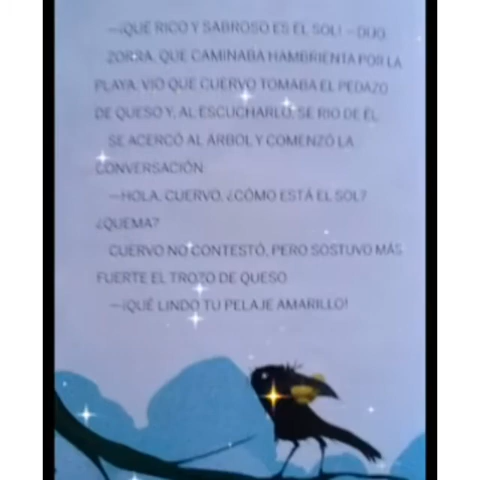 —¡QUÉ RICO Y SABROSO ES EL SOL! – DIJO.
ZORRA, QUE CAMINABA HAMBRIENTA POR LA
PLAYA, VIO QUE CUERVO TOMABA EL PEDAZO
DE QUESO Y, AL ESCUCHARLO, SE RIO DE ÉL.
SE ACERCÓ AL ÁRBOL Y COMENZÓ LA
CONVERSACIÓN:
—HOLA, CUERVO, ¿CÓMO ESTÁ EL SOL?
¿QUEMA?
CUERVO NO CONTESTÓ, PERO SOSTUVO MÁS
FUERTE EL TROZO DE QUESO.
—¡QUÉ LINDO TU PELAJE AMARILLO!